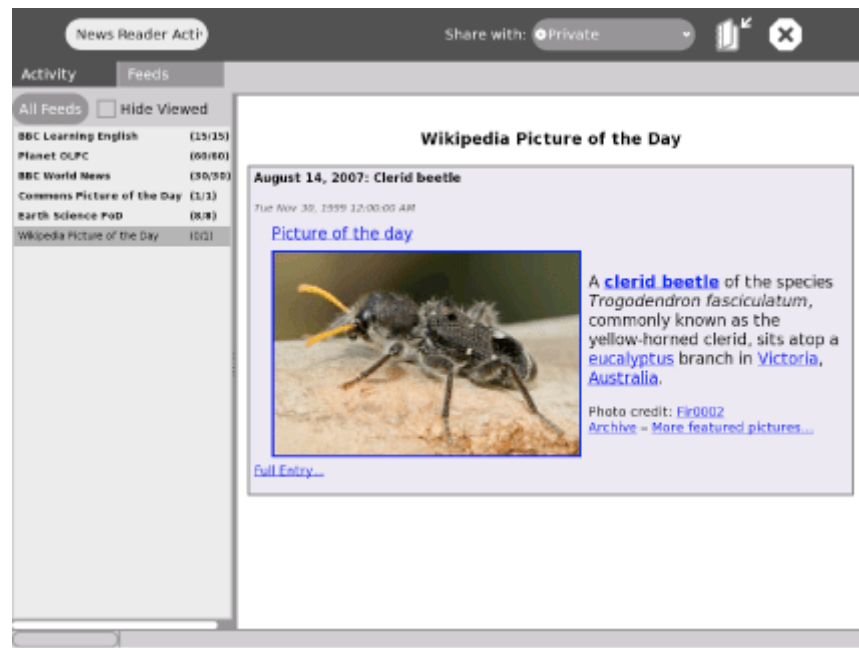 News Reader Acti
Share with: Private
Activity
Feeds
All Feeds
Hide Viewed
BBC Learning English (15/15)
Planet OLPC (60/60)
BBC World News (30/30)
Commons Picture of the Day (1/1)
Earth Science PoD (8/8)
Wikipedia Picture of the Day (0/1)
Wikipedia Picture of the Day
August 14, 2007: Clerid beetle
Tue Nov 30, 1999 12:00:00 AM
Picture of the day
A clerid beetle of the species
Trogodendron fasciculatum,
commonly known as the
yellow-horned clerid, sits atop a
eucalyptus branch in Victoria,
Australia.
Photo credit: Fir0002
Archive – More featured pictures...
Full Entry...